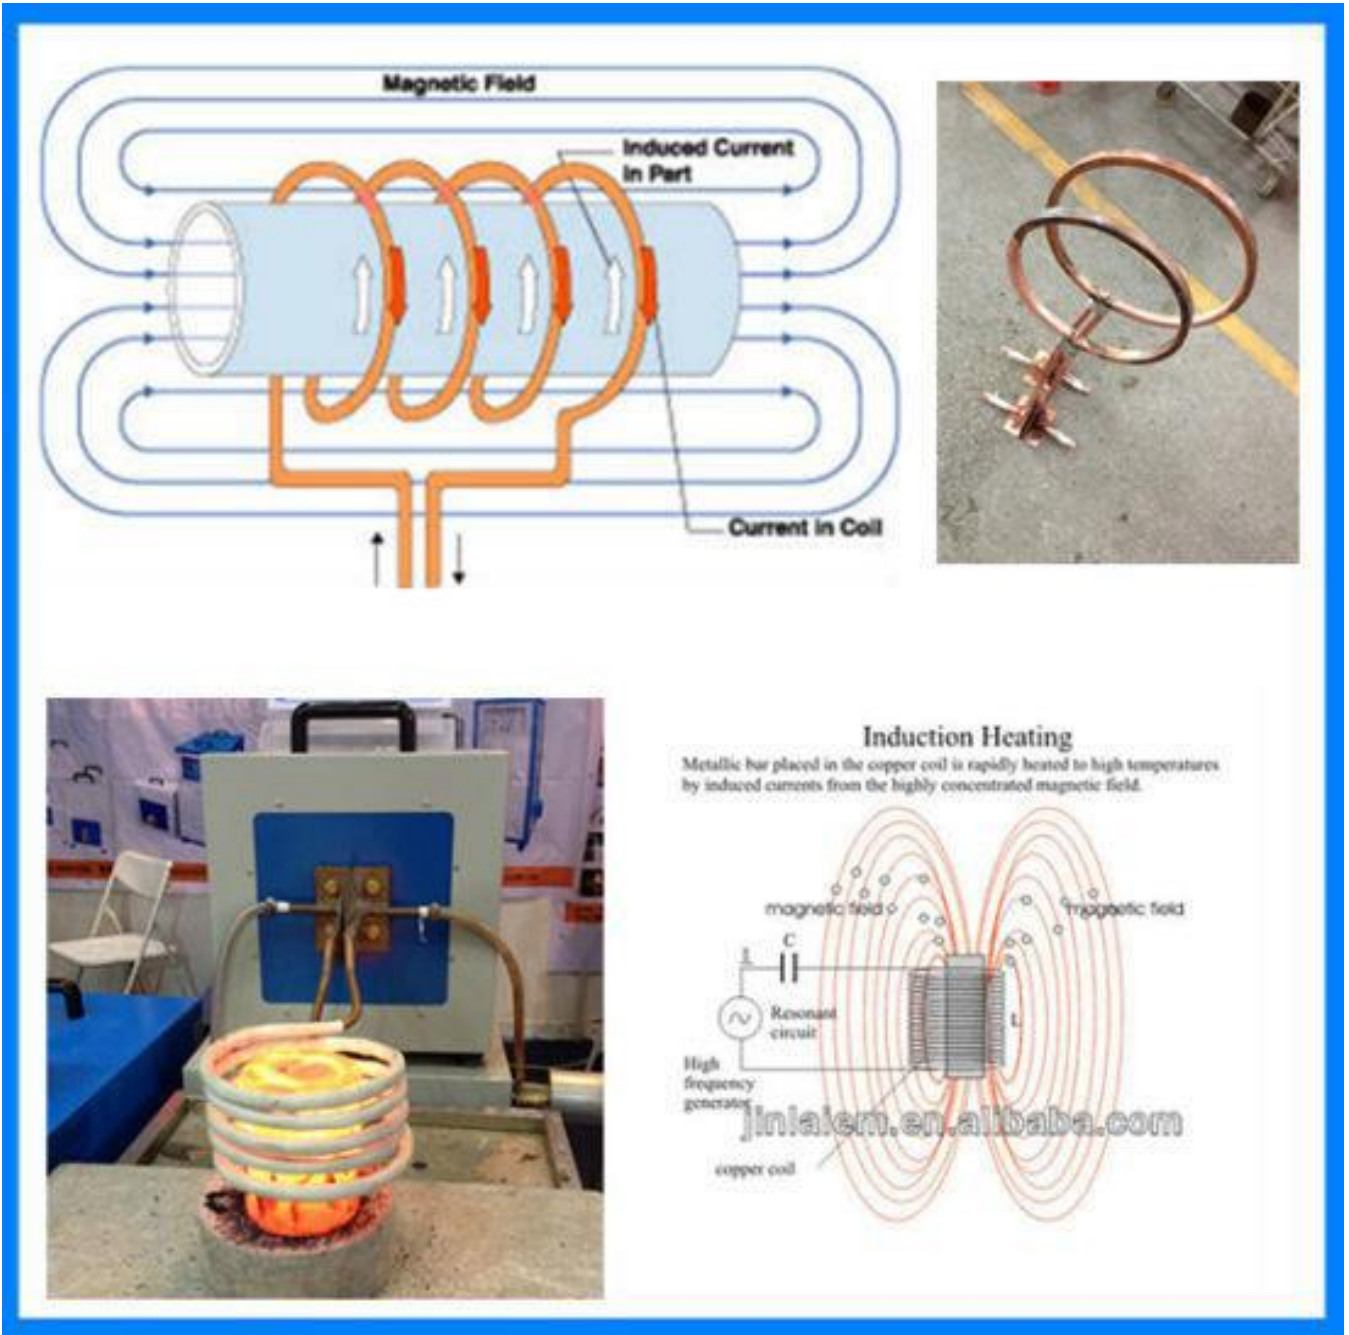 Magnetic Field
Induced Current
in Part
Current in Coil
Induction Heating
Metallic bar placed in the copper coil is rapidly heated to high temperatures
by induced currents from the highly concentrated magnetic field.
magnetic field
magnetic field
C
Resonant
circuit
L
High
frequency
generator
jinlaiem.en.alibaba.com
copper coil